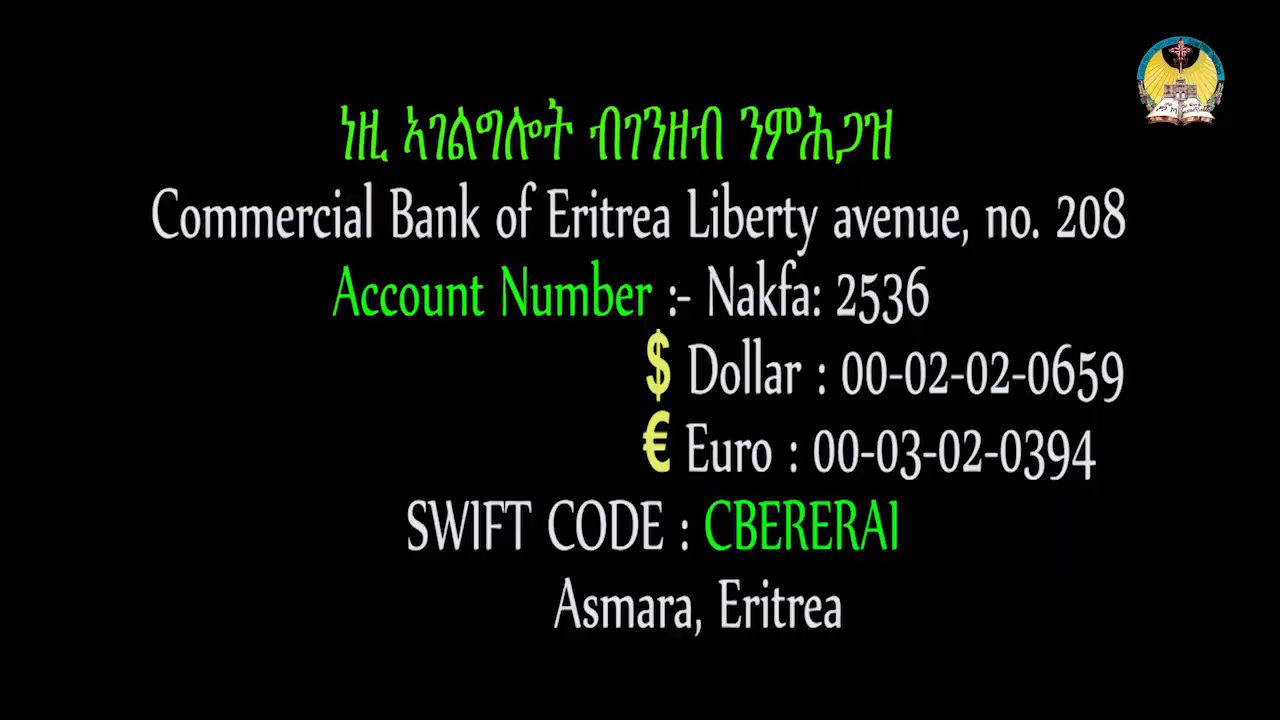 ነዚ ኣገልግሎት ብገንዘብ ንምሕጋዝ
Commercial Bank of Eritrea Liberty avenue, no. 208
Account Number :- Nakfa: 2536
$ Dollar : 00-02-02-0659
€ Euro : 00-03-02-0394
SWIFT CODE : CBERERAI
Asmara, Eritrea